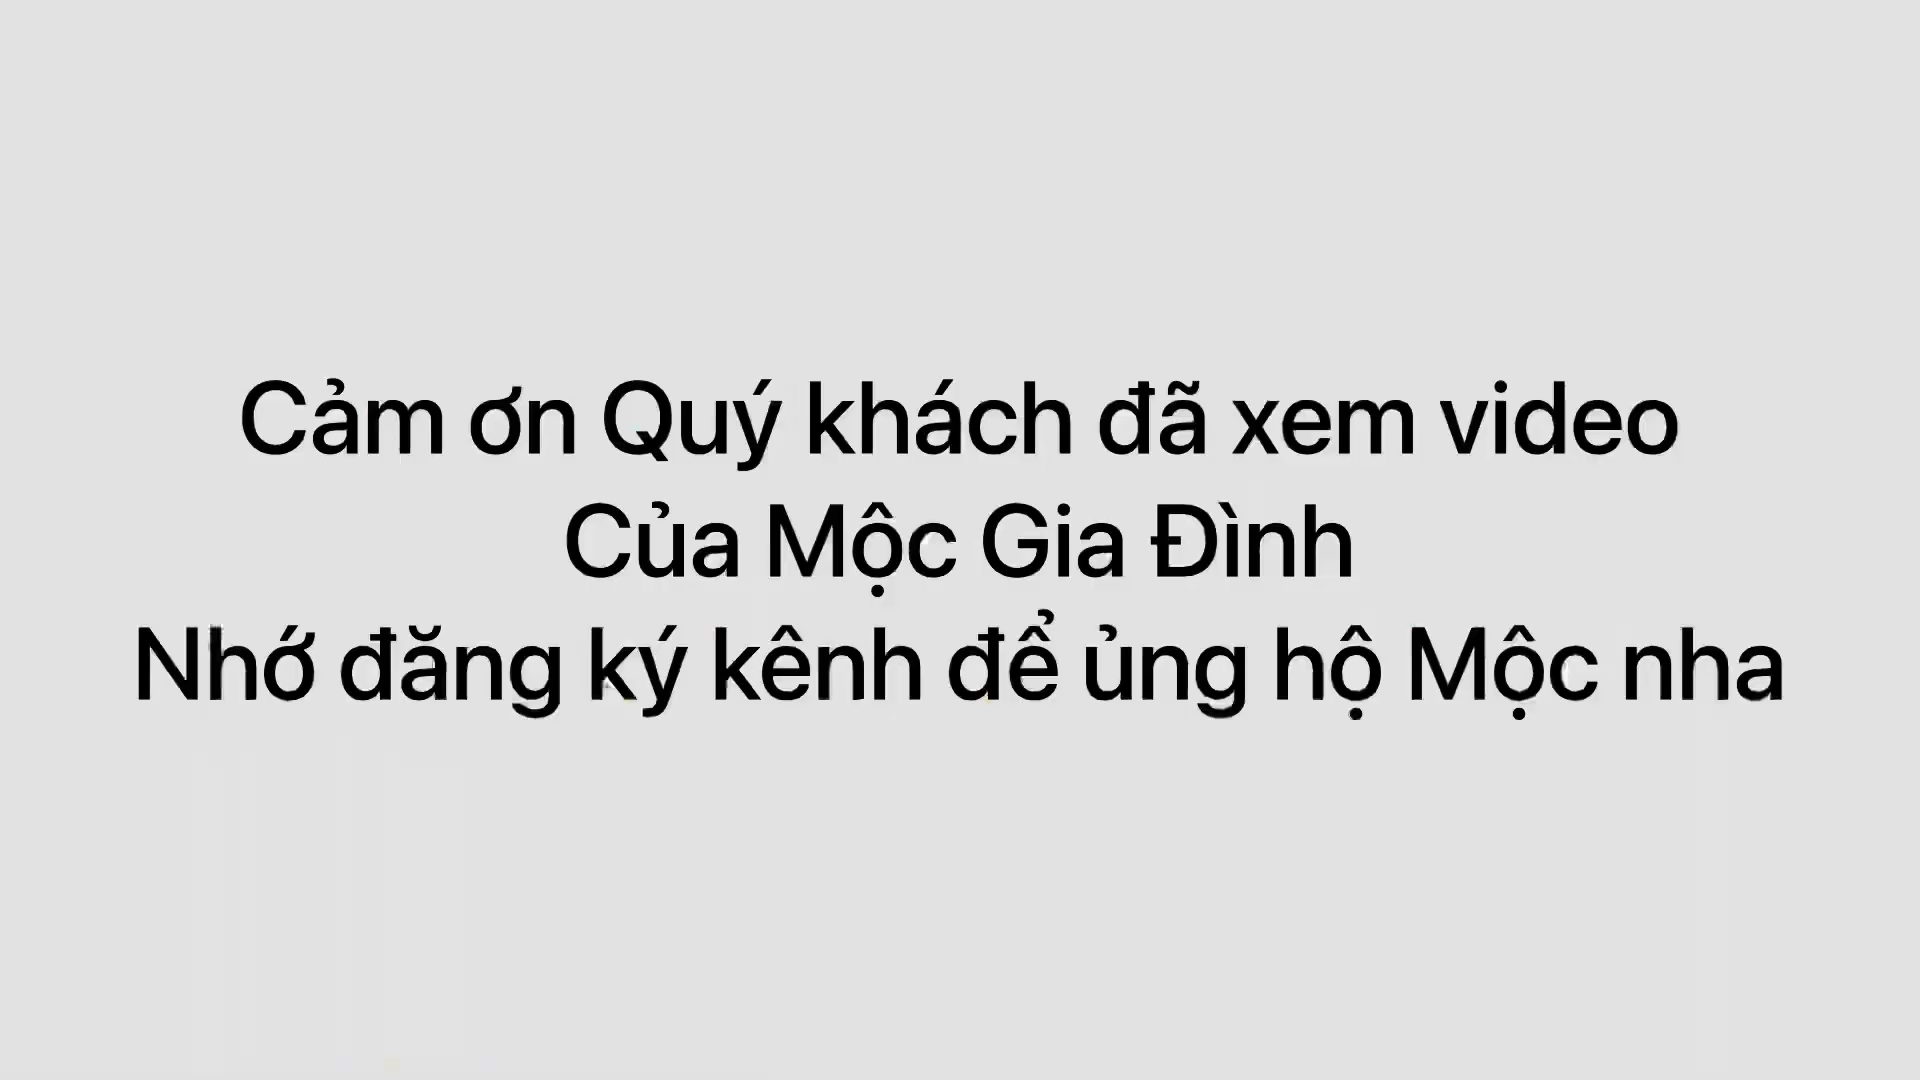 Cảm ơn Quý khách đã xem video
Của Mộc Gia Đình
Nhớ đăng ký kênh để ủng hộ Mộc nha